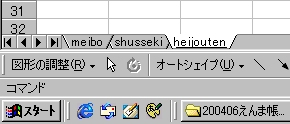 31
32
meibo shusseki heijouten
図形の調整(R) オートシェイプ(U)
コマンド
スタート 200406えんま帳...